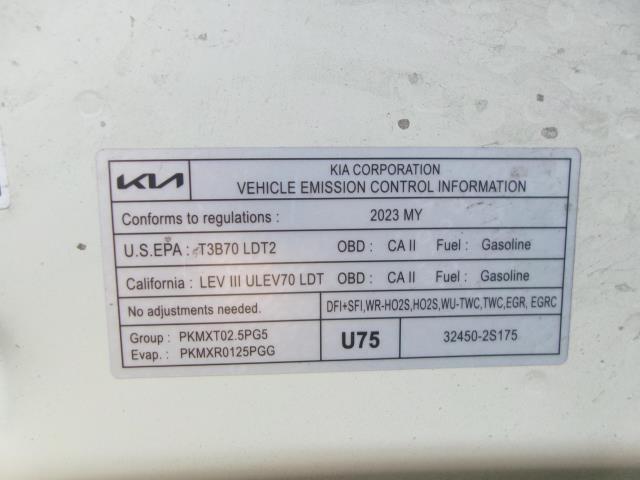 KIA
KIA CORPORATION
VEHICLE EMISSION CONTROL INFORMATION
Conforms to regulations : 2023 MY
U.S.EPA : T3B70 LDT2 OBD : CA II Fuel : Gasoline
California : LEV III ULEV70 LDT OBD : CA II Fuel : Gasoline
No adjustments needed. DFI+SFI,WR-HO2S,HO2S,WU-TWC,TWC,EGR, EGRC
Group : PKMXT02.5PG5
Evap. : PKMXR0125PGG
U75
32450-2S175